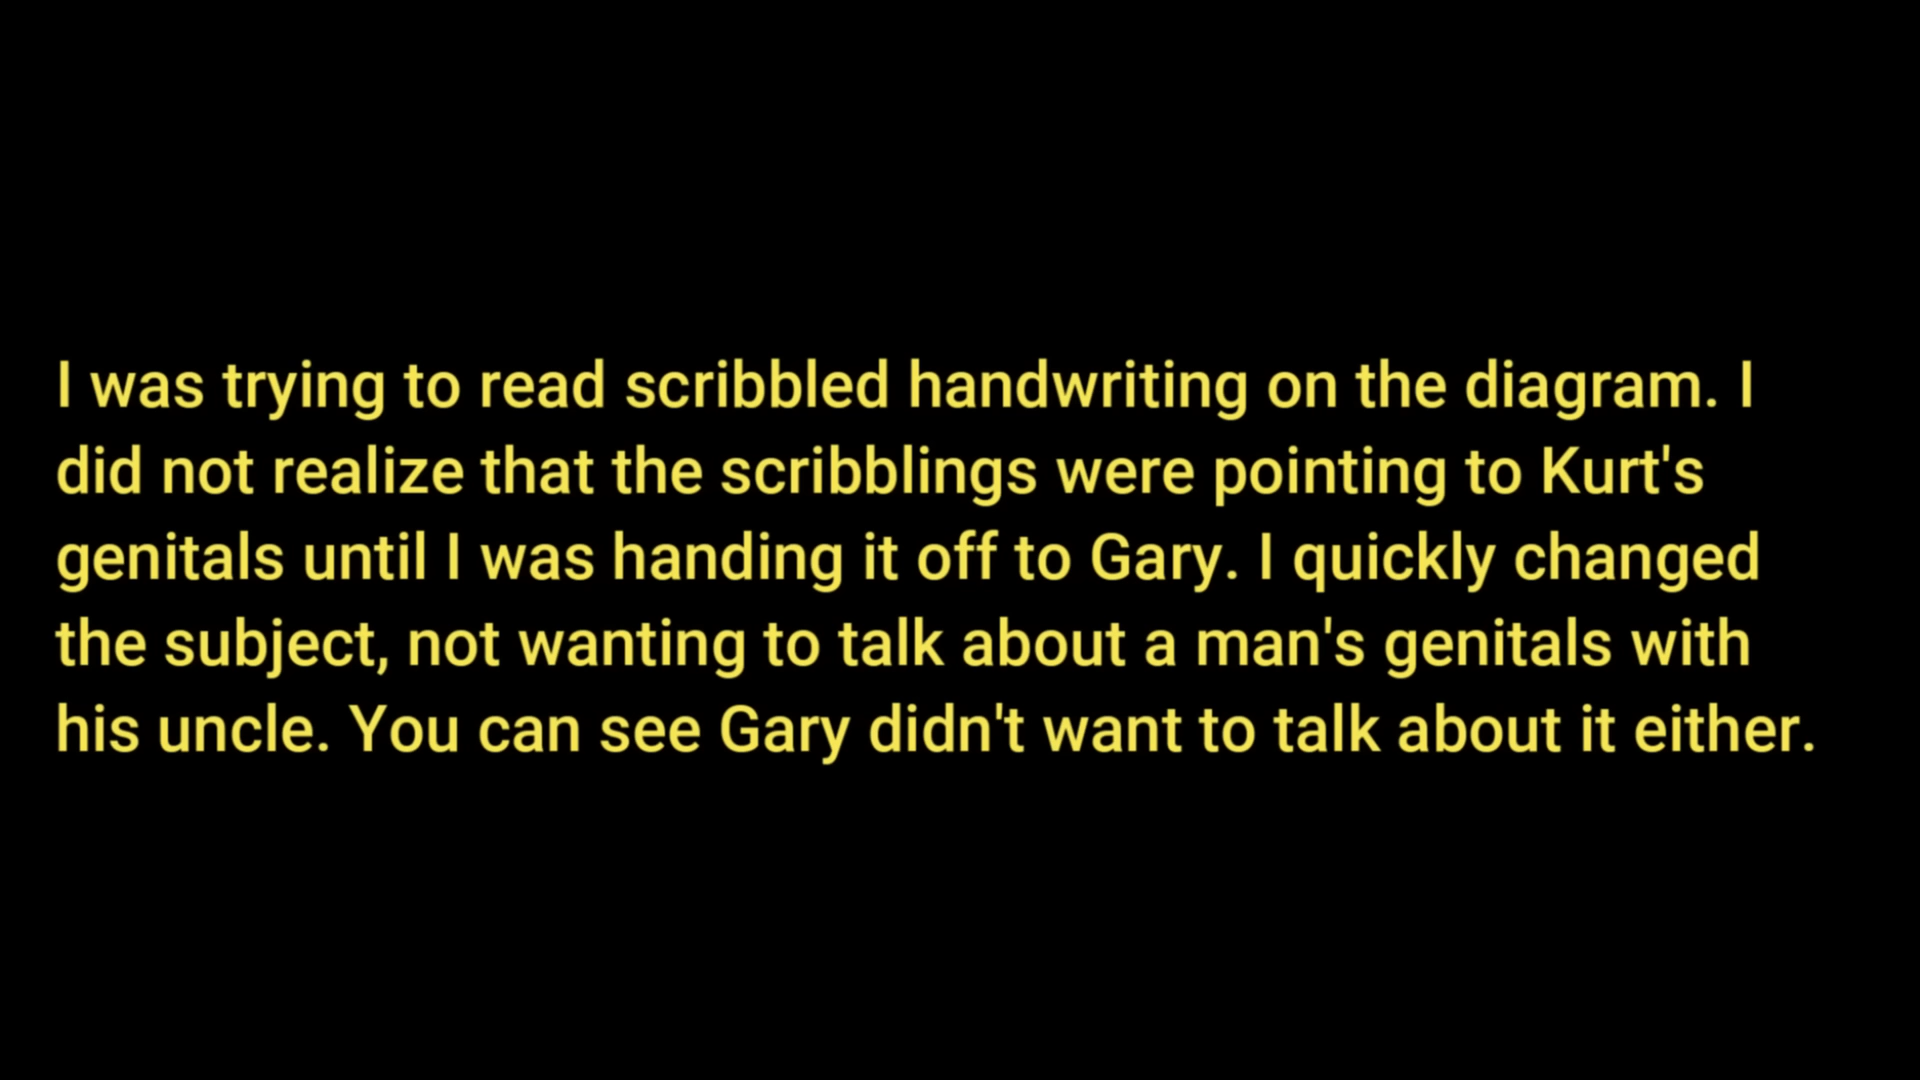 I was trying to read scribbled handwriting on the diagram. I
did not realize that the scribblings were pointing to Kurt's
genitals until I was handing it off to Gary. I quickly changed
the subject, not wanting to talk about a man's genitals with
his uncle. You can see Gary didn't want to talk about it either.